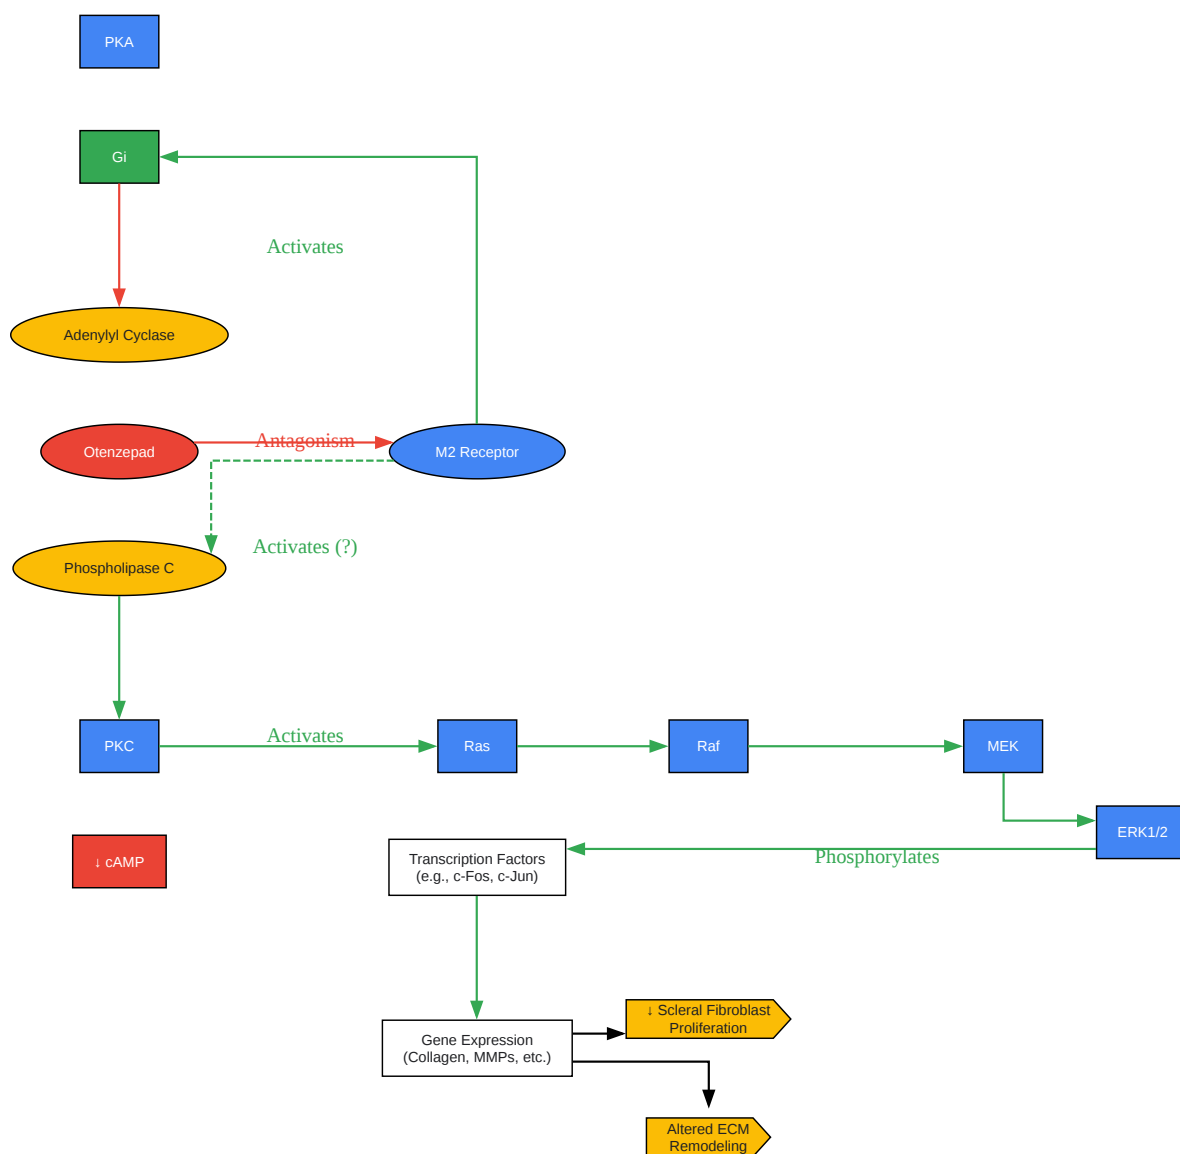 PKA
Gi
Activates
Adenylyl Cyclase
Otenzepad
Antagonism
M2 Receptor
Activates (?)
Phospholipase C
PKC
Activates
Ras
Raf
MEK
ERK1/2
↓ cAMP
Transcription Factors
(e.g., c-Fos, c-Jun)
Phosphorylates
Gene Expression
(Collagen, MMPs, etc.)
↓ Scleral Fibroblast
Proliferation
Altered ECM
Remodeling